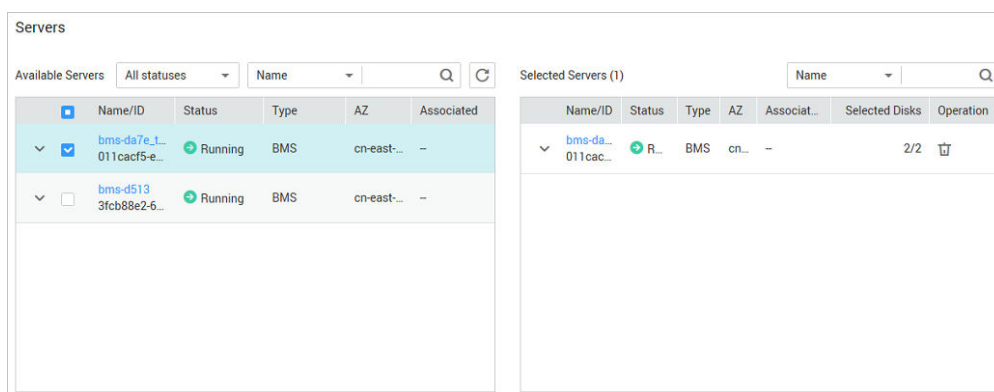 Servers
Available Servers All statuses Name
Name/ID Status Type AZ Associated
bms-da7e_t...
011cacf5-e... Running BMS cn-east-... --
bms-d513
3fcb88e2-6... Running BMS cn-east-... --
Selected Servers (1) Name
Name/ID Status Type AZ Associat... Selected Disks Operation
bms-da...
011cac... R... BMS cn... -- 2/2